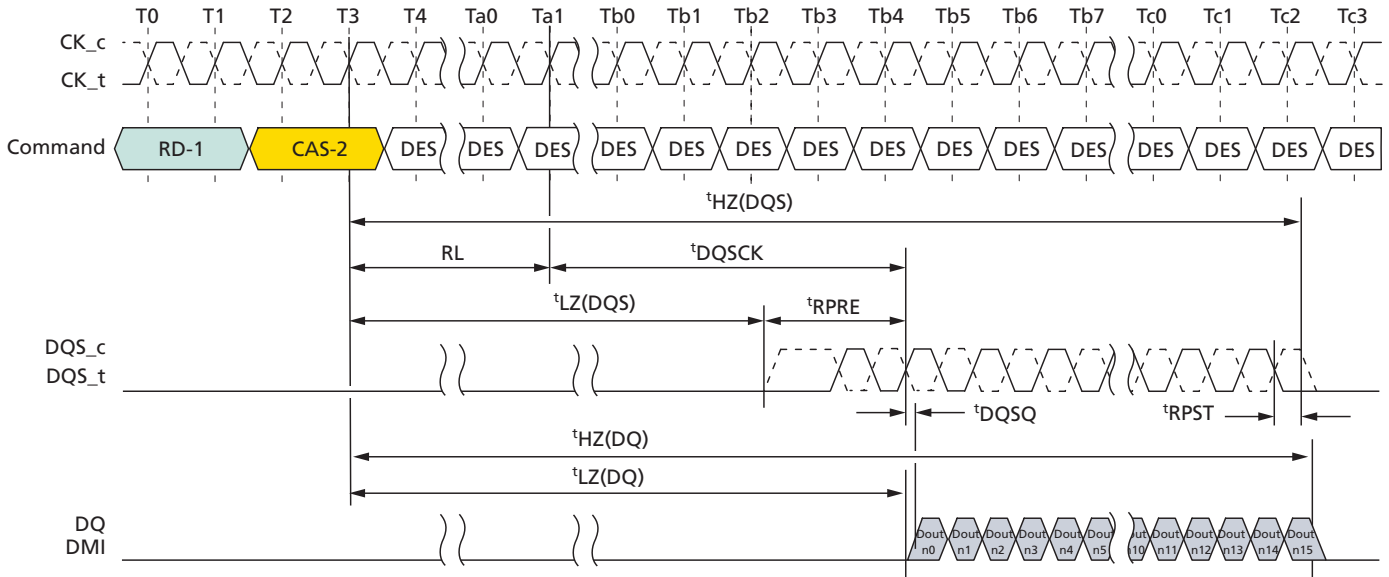 T0 T1 T2 T3 T4 Ta0 Ta1 Tb0 Tb1 Tb2 Tb3 Tb4 Tb5 Tb6 Tb7 Tc0 Tc1 Tc2 Tc3
CK_c
CK_t
Command RD-1 CAS-2 DES DES DES DES DES DES DES DES DES DES DES DES DES DES DES DES
tHZ(DQS)
RL tDQSCK
tLZ(DQS) tRPRE
DQS_c
DQS_t
tDQSQ tRPST
tHZ(DQ)
tLZ(DQ)
DQ
DMI
Dout Dout Dout Dout Dout Dout Dout Dout Dout Dout Dout
n0 n1 n2 n3 n4 n5 n10 n11 n12 n13 n14 n15